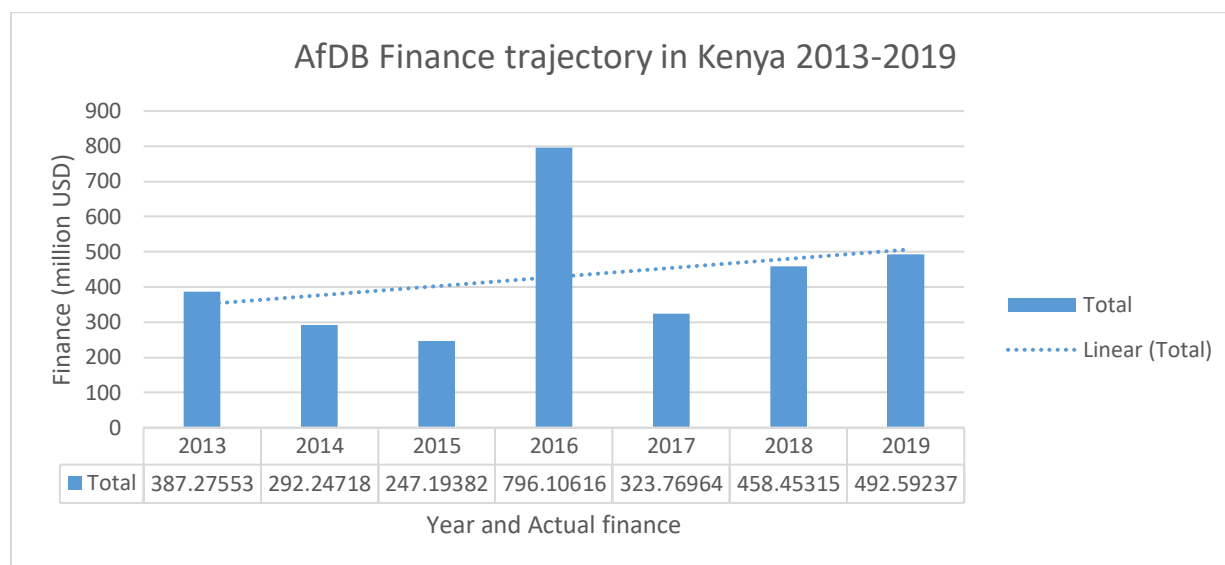 AfDB Finance trajectory in Kenya 2013-2019
Finance (million USD)
900
800
700
600
500
400
300
200
100
0
2013 2014 2015 2016 2017 2018 2019
Total 387.27553 292.24718 247.19382 796.10616 323.76964 458.45315 492.59237
Year and Actual finance
Total
Linear (Total)